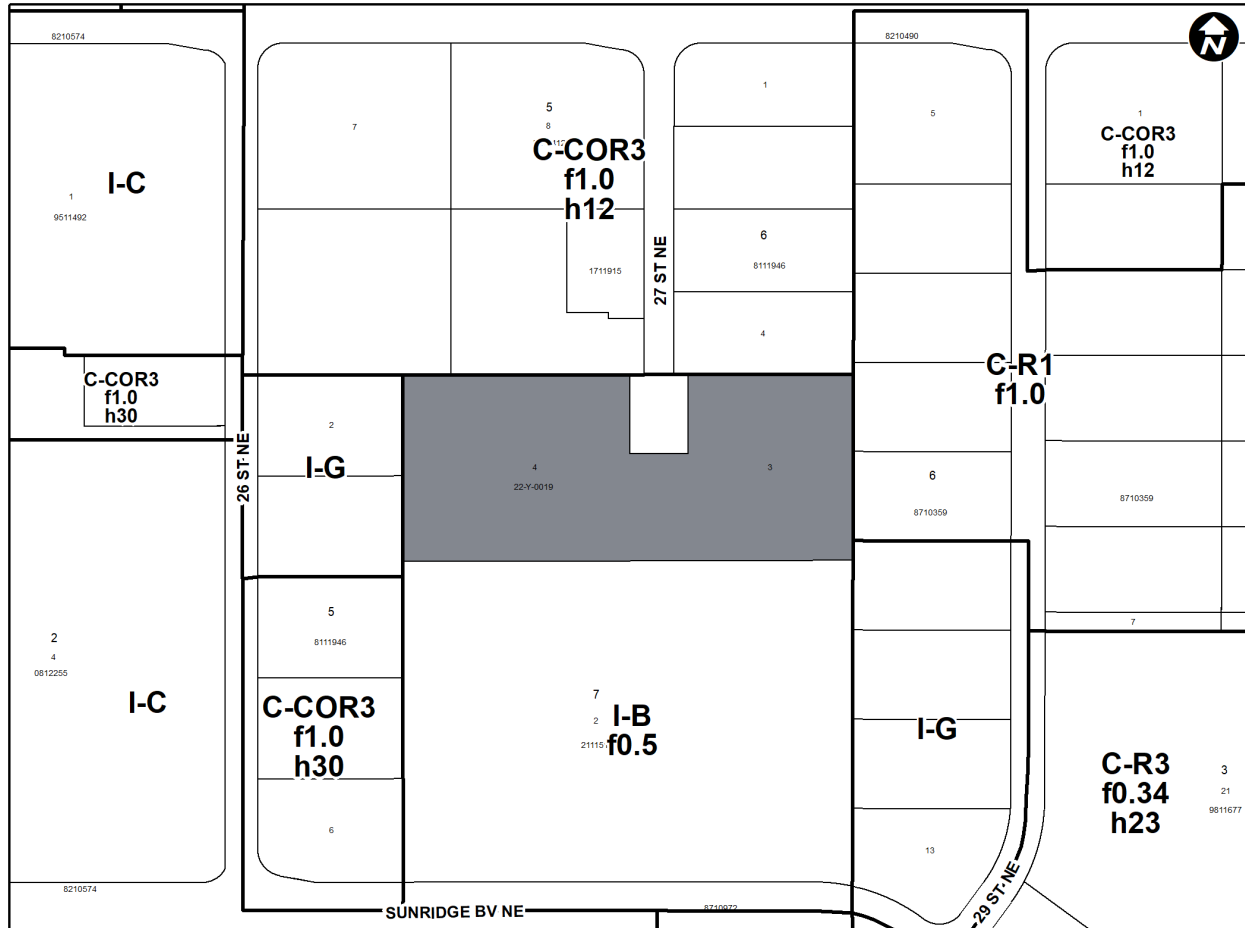 8210574
8210490
N
1
5
1
7
5
8
C-COR3
f1.0
h12
C-COR3
f1.0
h12
I-C
1
9511492
6
8111946
27 ST NE
1711915
4
C-COR3
f1.0
h30
C-R1
f1.0
2
I-G
26 ST NE
4
22-Y-0019
3
6
8710359
8710359
5
8111946
7
2
4
0812255
I-C
C-COR3
f1.0
h30
7
2
I-B
f0.5
21115
I-G
C-R3
f0.34
h23
3
21
9811677
6
13
8210574
SUNRIDGE BV NE
8710972
29 ST NE